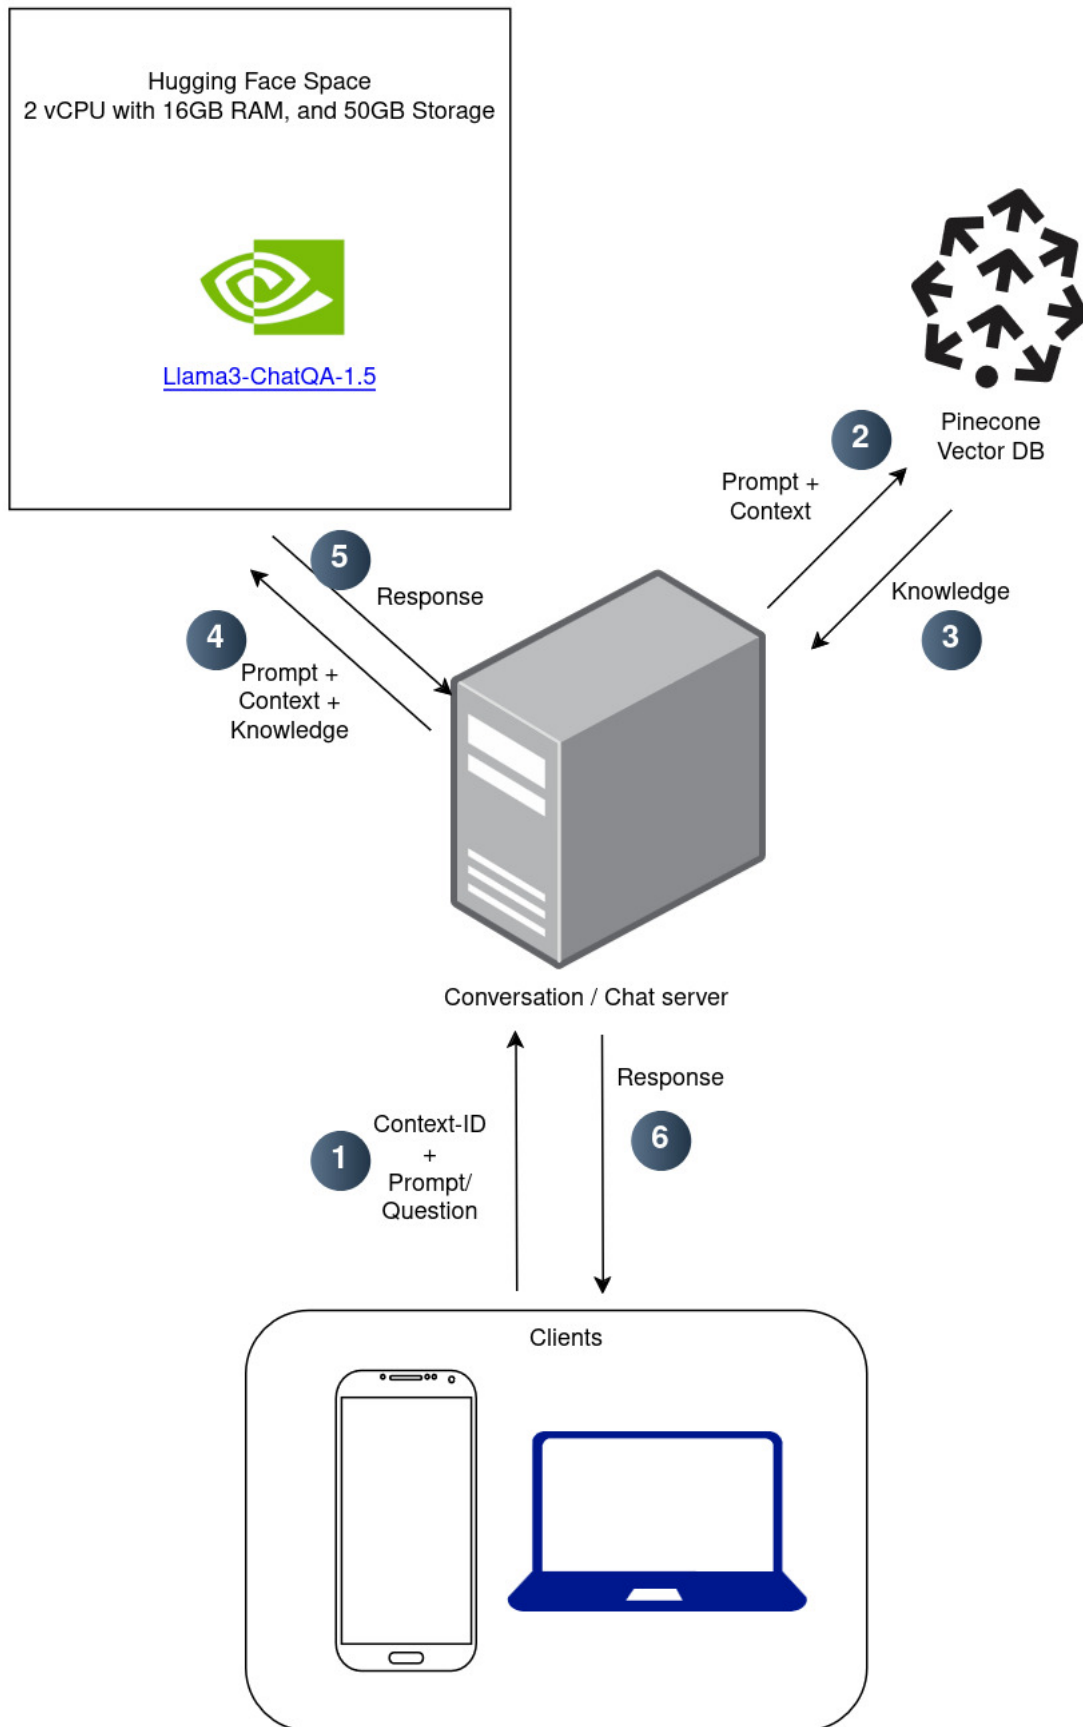 Hugging Face Space
2 vCPU with 16GB RAM, and 50GB Storage
Llama3-ChatQA-1.5
Pinecone
Vector DB
2
Prompt +
Context
Knowledge
3
5
Response
4
Prompt +
Context +
Knowledge
Conversation / Chat server
1
Context-ID
+
Prompt/
Question
Response
6
Clients